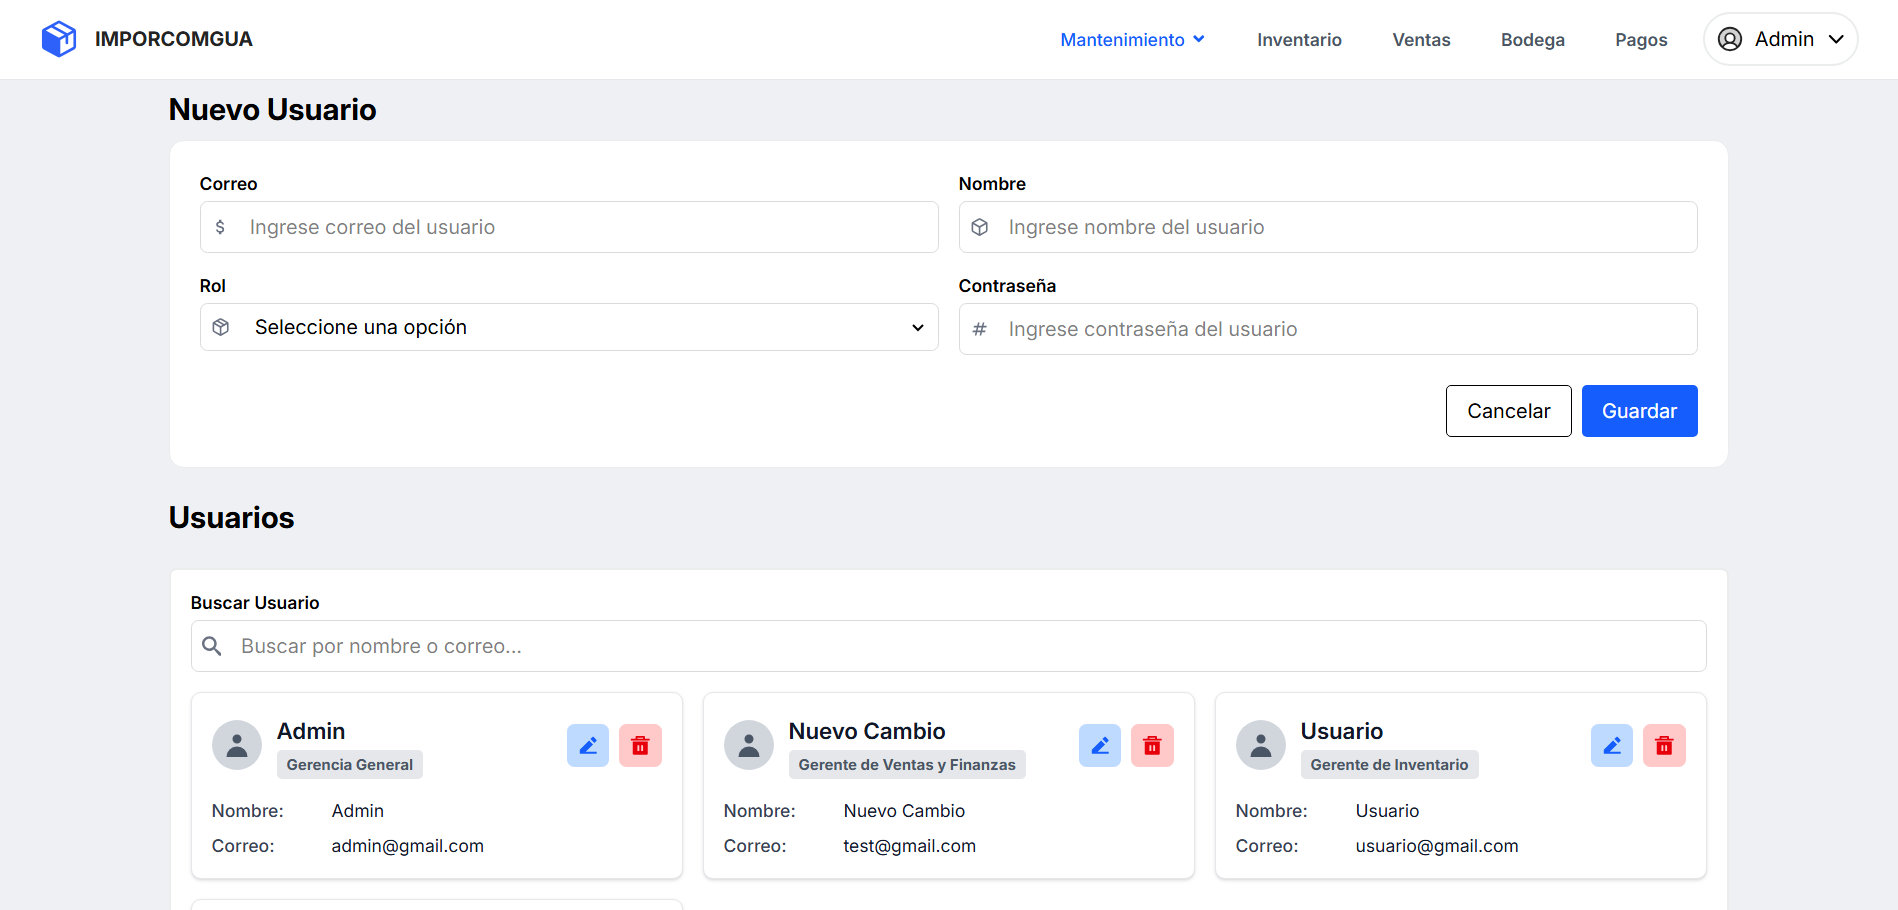 IMPORCOMGUA
Mantenimiento
Inventario
Ventas
Bodega
Pagos
Admin
Nuevo Usuario
Correo
Nombre
$ Ingrese correo del usuario
Ingrese nombre del usuario
Rol
Contraseña
Seleccione una opción
# Ingrese contraseña del usuario
Cancelar
Guardar
Usuarios
Buscar Usuario
Buscar por nombre o correo...
Admin
Gerencia General
Nombre: Admin
Correo: admin@gmail.com
Nuevo Cambio
Gerente de Ventas y Finanzas
Nombre: Nuevo Cambio
Correo: test@gmail.com
Usuario
Gerente de Inventario
Nombre: Usuario
Correo: usuario@gmail.com